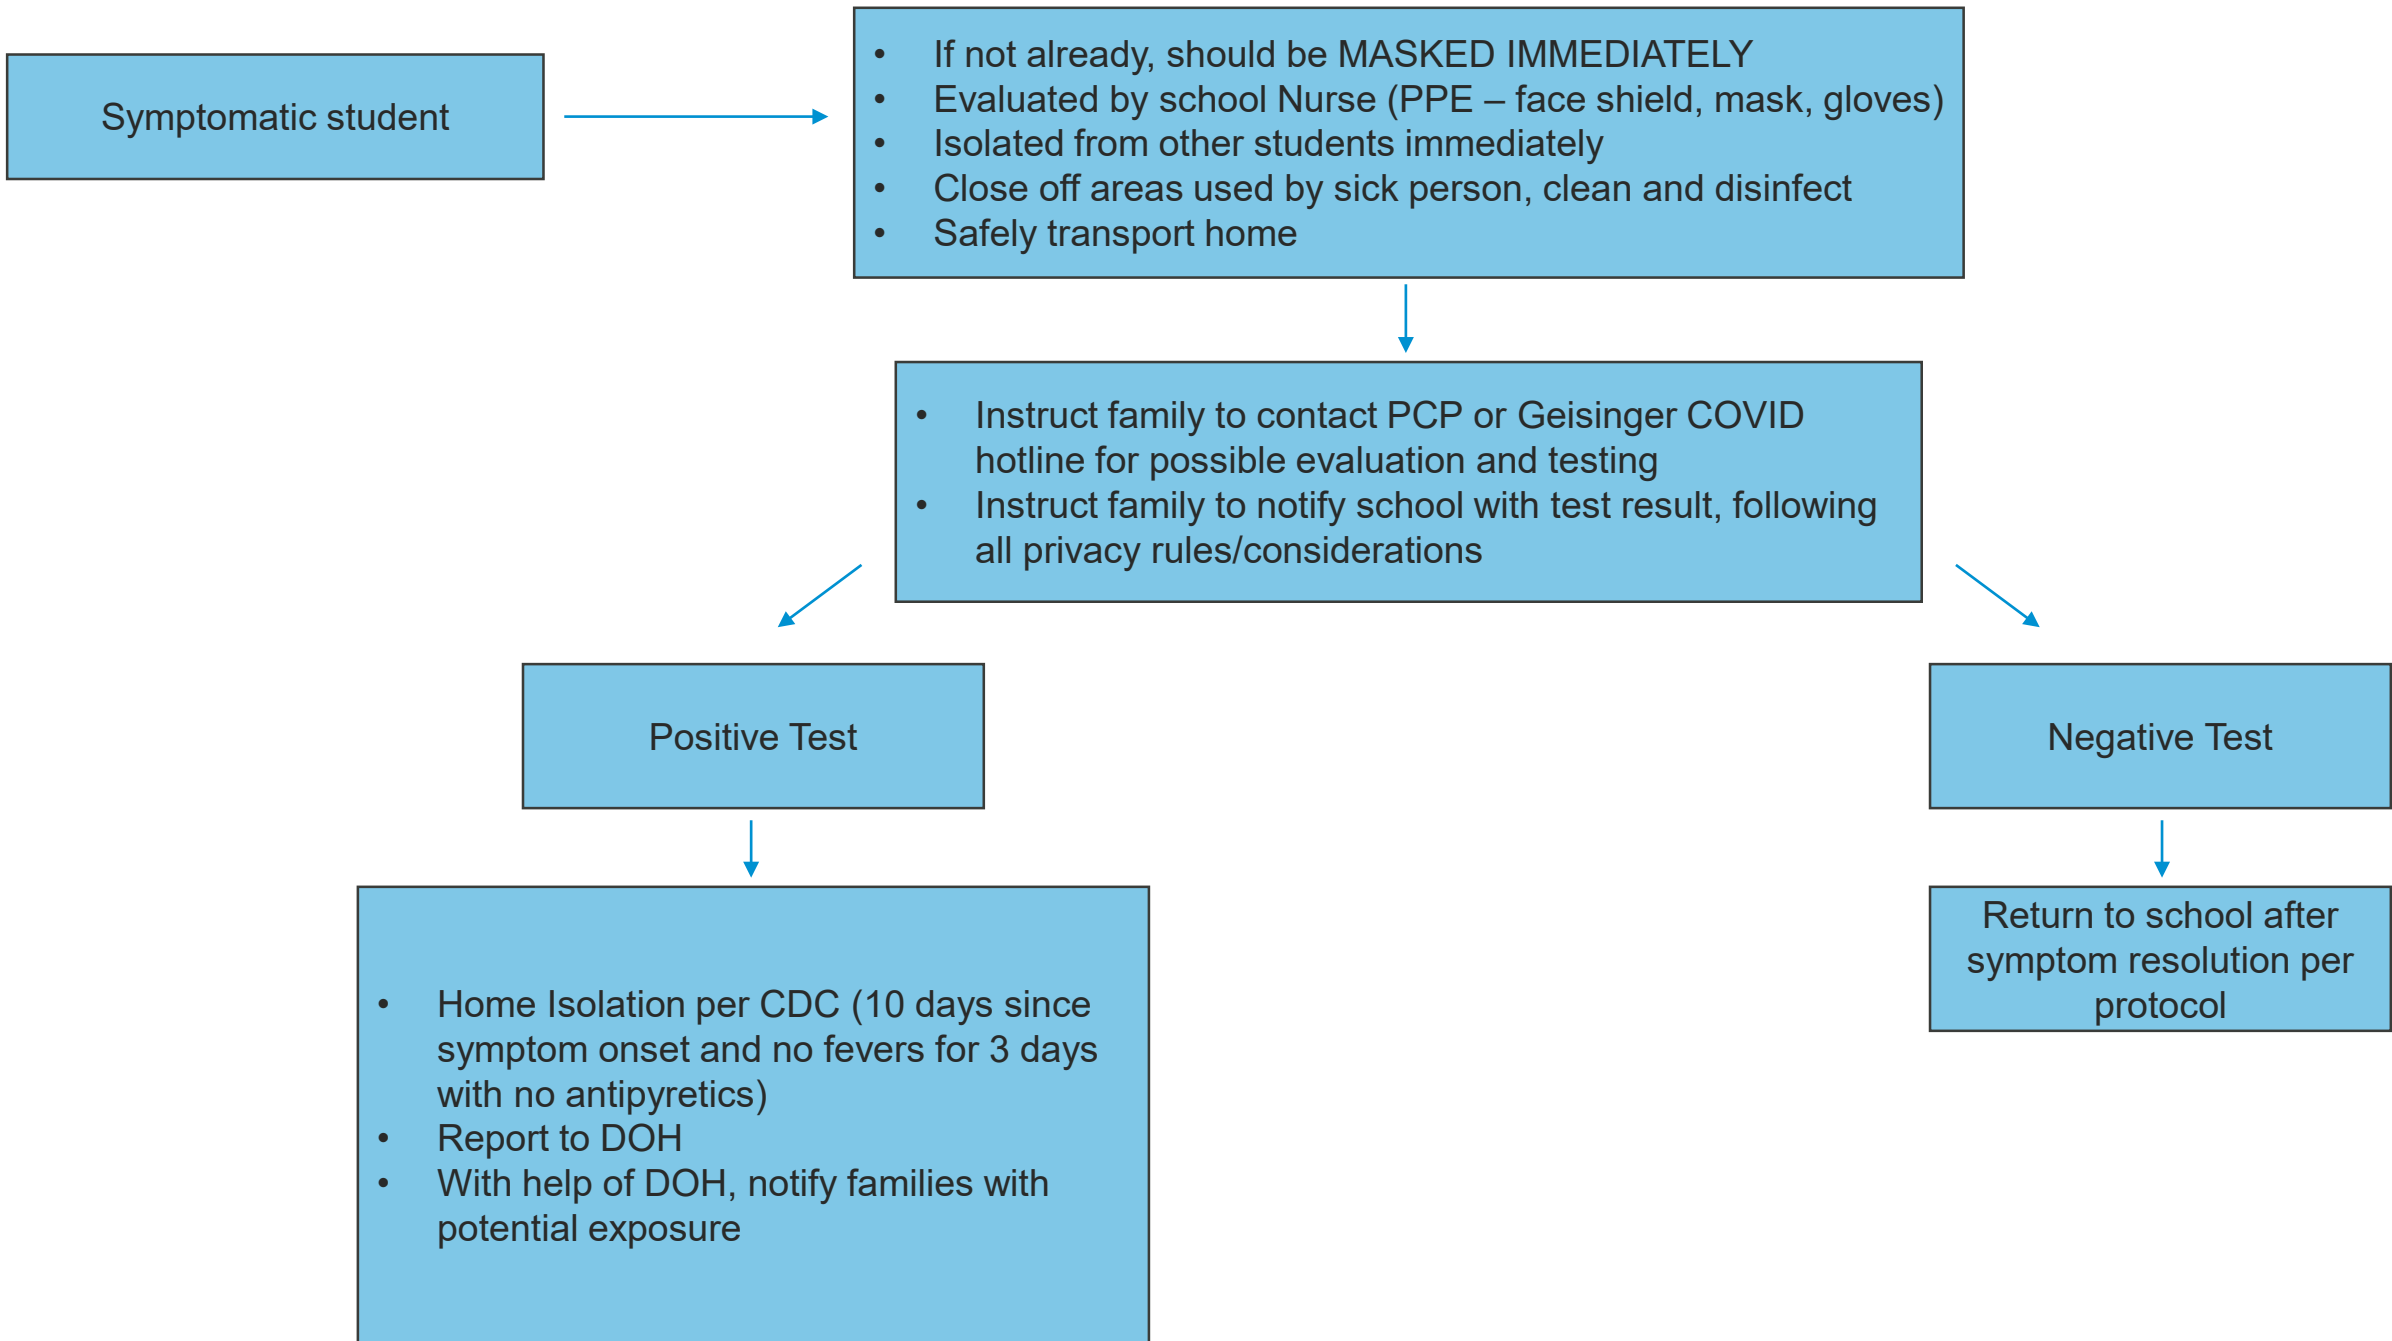 Symptomatic student
• If not already, should be MASKED IMMEDIATELY
• Evaluated by school Nurse (PPE – face shield, mask, gloves)
• Isolated from other students immediately
• Close off areas used by sick person, clean and disinfect
• Safely transport home
• Instruct family to contact PCP or Geisinger COVID
hotline for possible evaluation and testing
• Instruct family to notify school with test result, following
all privacy rules/considerations
Positive Test
Negative Test
• Home Isolation per CDC (10 days since
symptom onset and no fevers for 3 days
with no antipyretics)
• Report to DOH
• With help of DOH, notify families with
potential exposure
Return to school after
symptom resolution per
protocol